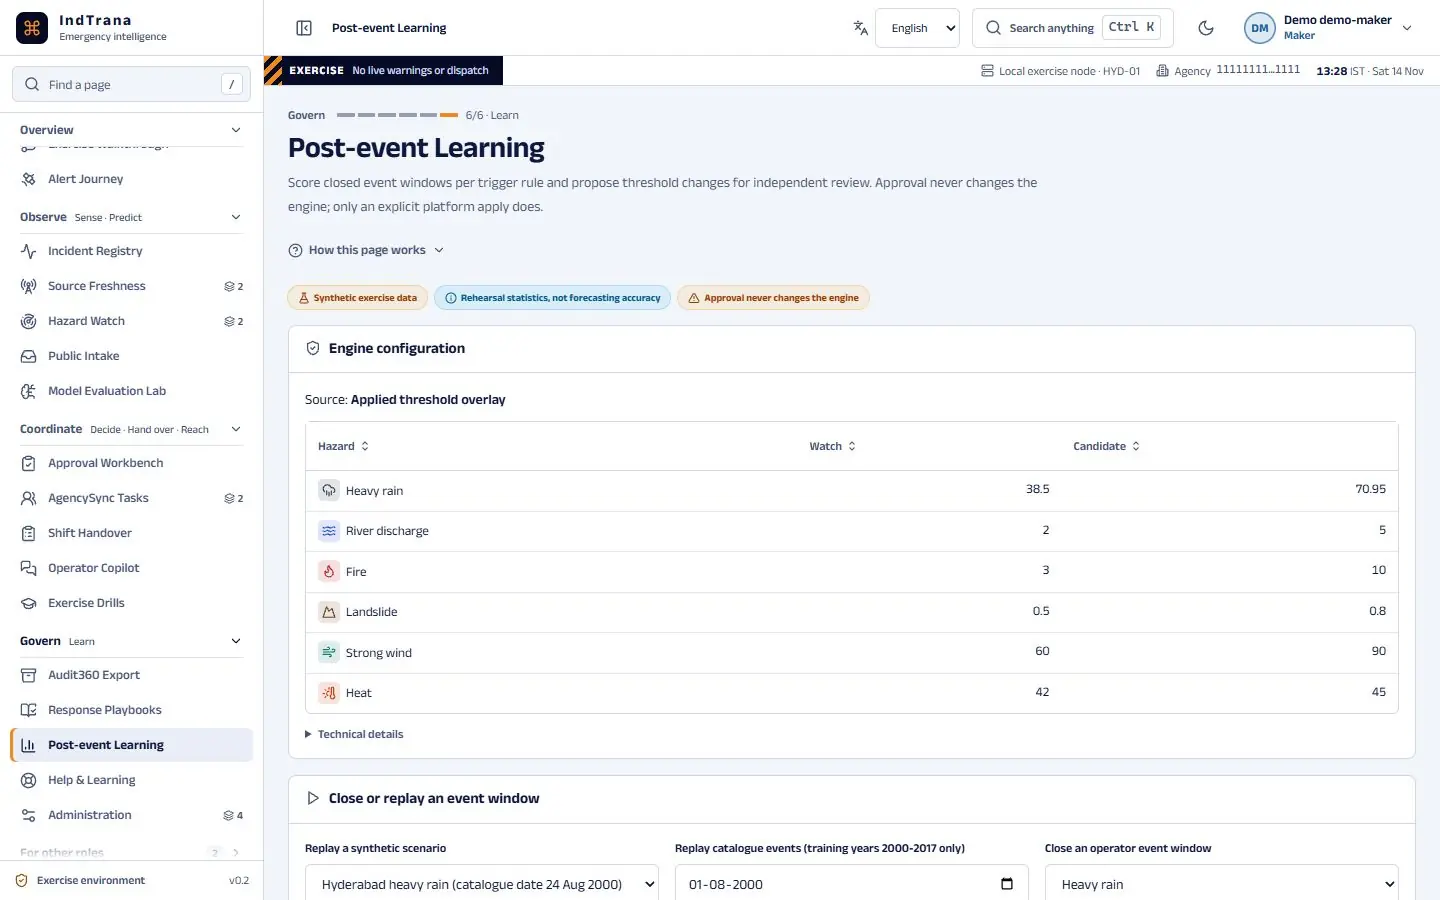 IndTrana
Emergency intelligence
Find a page
/
Overview
Exercise Walkthrough
Alert Journey
Observe Sense · Predict
Incident Registry
Source Freshness 2
Hazard Watch 2
Public Intake
Model Evaluation Lab
Coordinate Decide · Hand over · Reach
Approval Workbench
AgencySync Tasks 2
Shift Handover
Operator Copilot
Exercise Drills
Govern Learn
Audit360 Export
Response Playbooks
Post-event Learning
Help & Learning
Administration 4
For other roles 2
Exercise environment v0.2
Post-event Learning
English
Search anything Ctrl K
DM
Demo demo-maker
Maker
EXERCISE No live warnings or dispatch
Local exercise node · HYD-01 Agency 11111111…1111 13:28 IST · Sat 14 Nov
Govern 6/6 · Learn
Post-event Learning
Score closed event windows per trigger rule and propose threshold changes for independent review. Approval never changes the
engine; only an explicit platform apply does.
How this page works
Synthetic exercise data
Rehearsal statistics, not forecasting accuracy
Approval never changes the engine
Engine configuration
Source: Applied threshold overlay
Hazard Watch Candidate
Heavy rain 38.5 70.95
River discharge 2 5
Fire 3 10
Landslide 0.5 0.8
Strong wind 60 90
Heat 42 45
Technical details
Close or replay an event window
Replay a synthetic scenario
Hyderabad heavy rain (catalogue date 24 Aug 2000)
Replay catalogue events (training years 2000-2017 only)
01-08-2000
Close an operator event window
Heavy rain